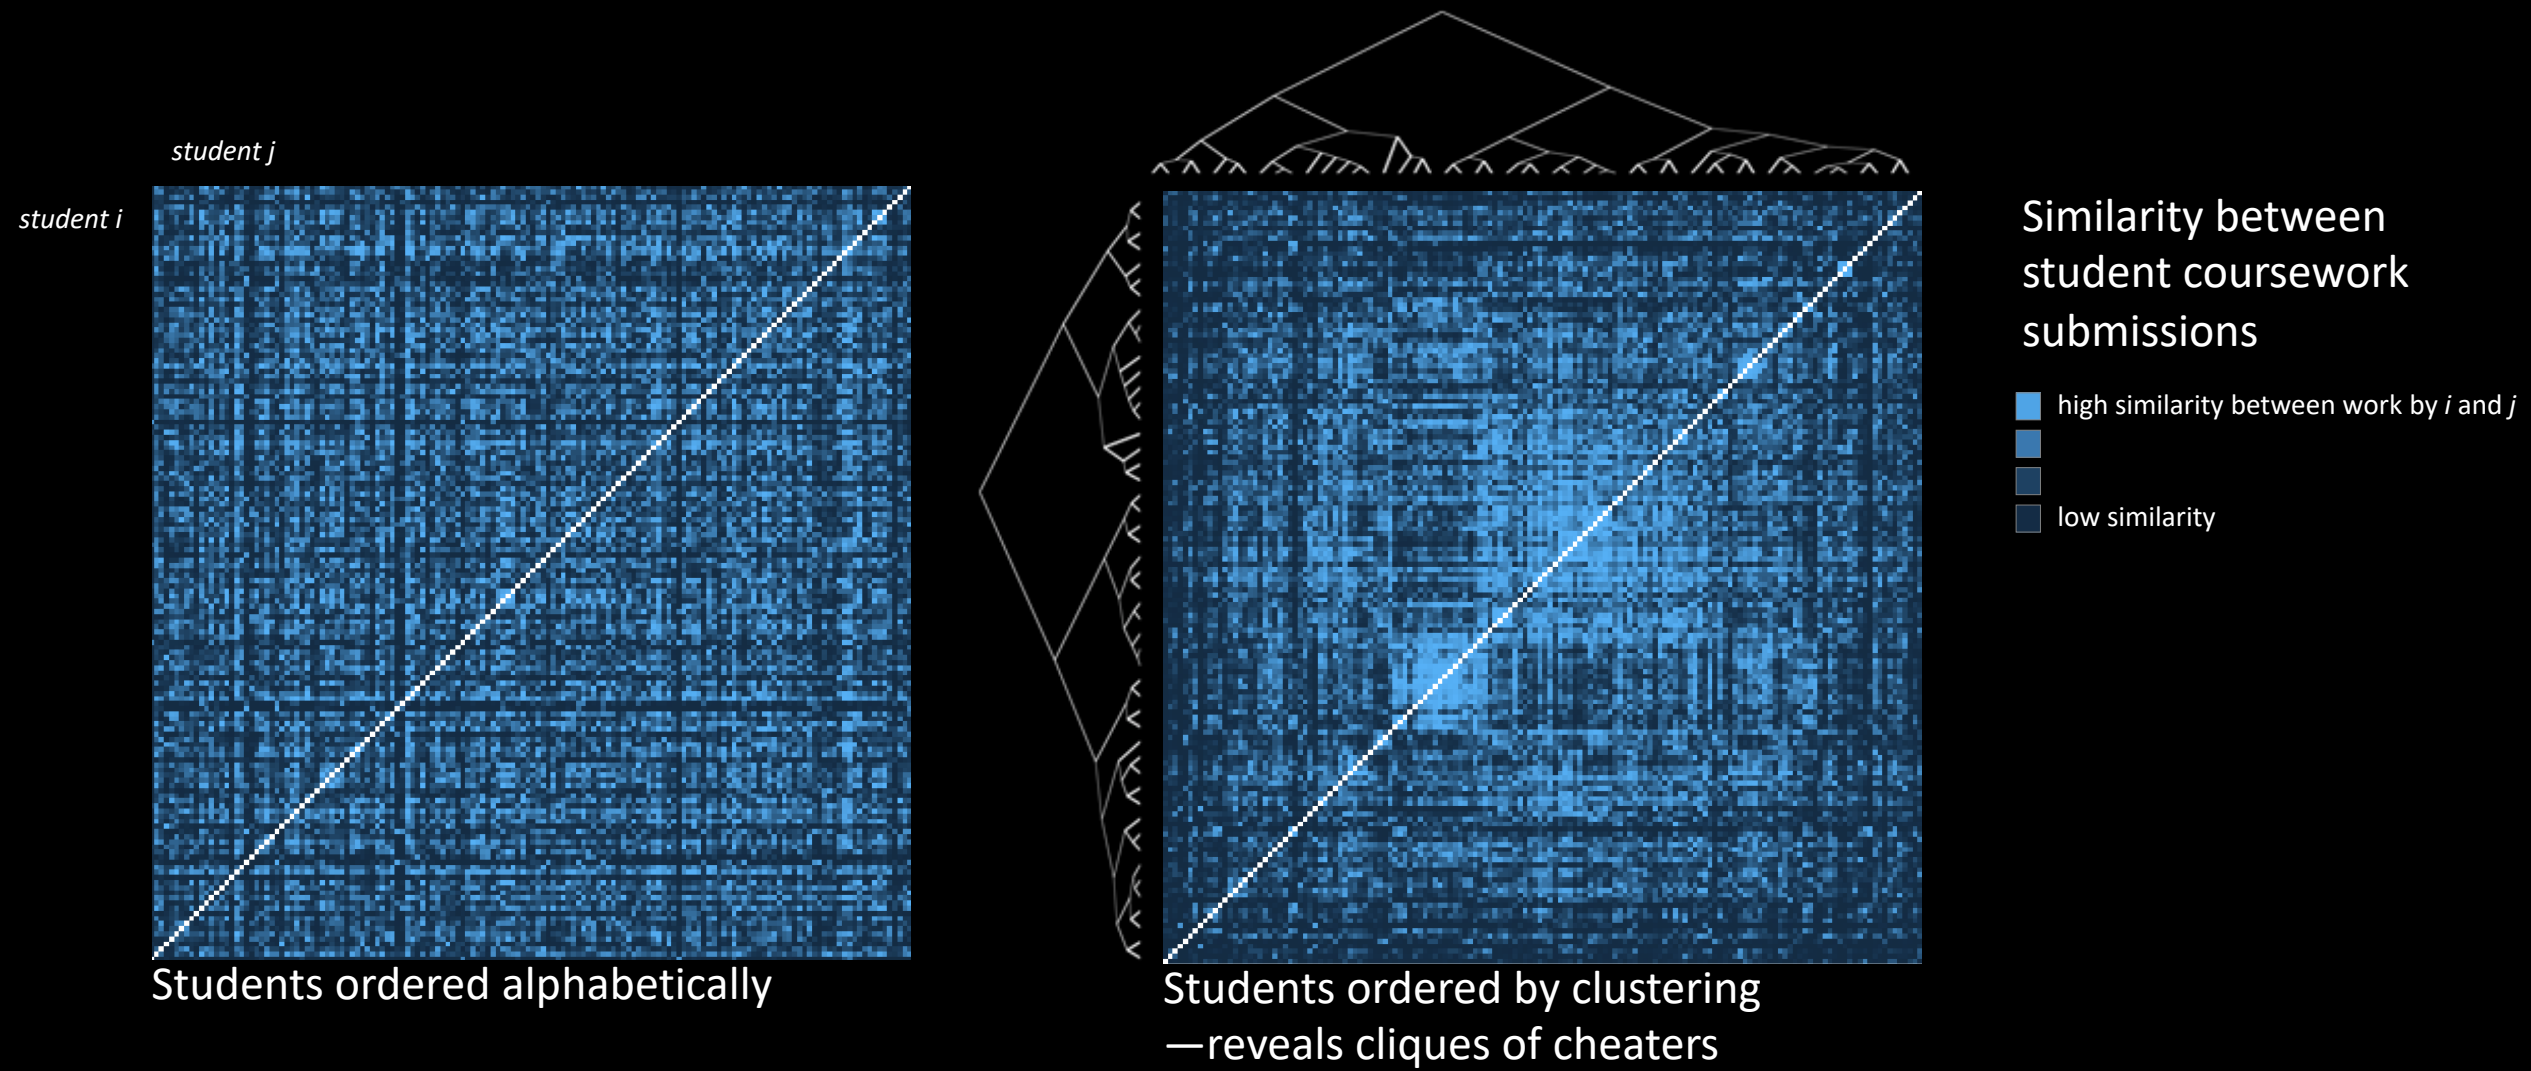 student j
student i
Students ordered alphabetically
Students ordered by clustering
—reveals cliques of cheaters
Similarity between
student coursework
submissions
high similarity between work by i and j
low similarity